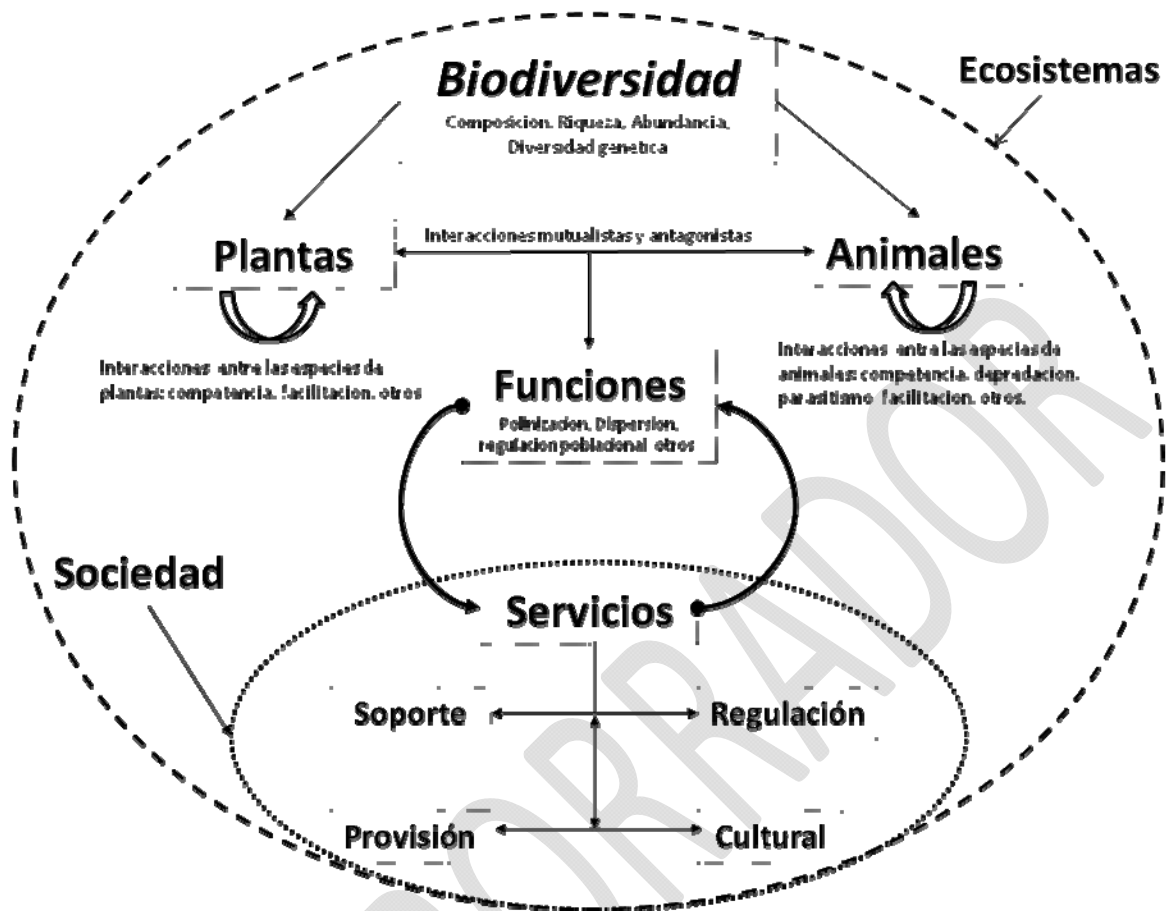 Biodiversidad
Ecosistemas
Composicion. Riqueza, Abundancia,
Diversidad genetica
Interacciones mutualistas y antagonistas
Plantas
Animales
Interacciones entre las especies de
plantas: competencia. facilitacion. otros
Interacciones entre las especies de
animales: competencia. depredacion.
parasitismo facilitacion. otros.
Funciones
Polinizacion. Dispersion,
regulacion poblacional otros
Sociedad
Servicios
Soporte
Regulación
Provisión
Cultural
BORRADOR